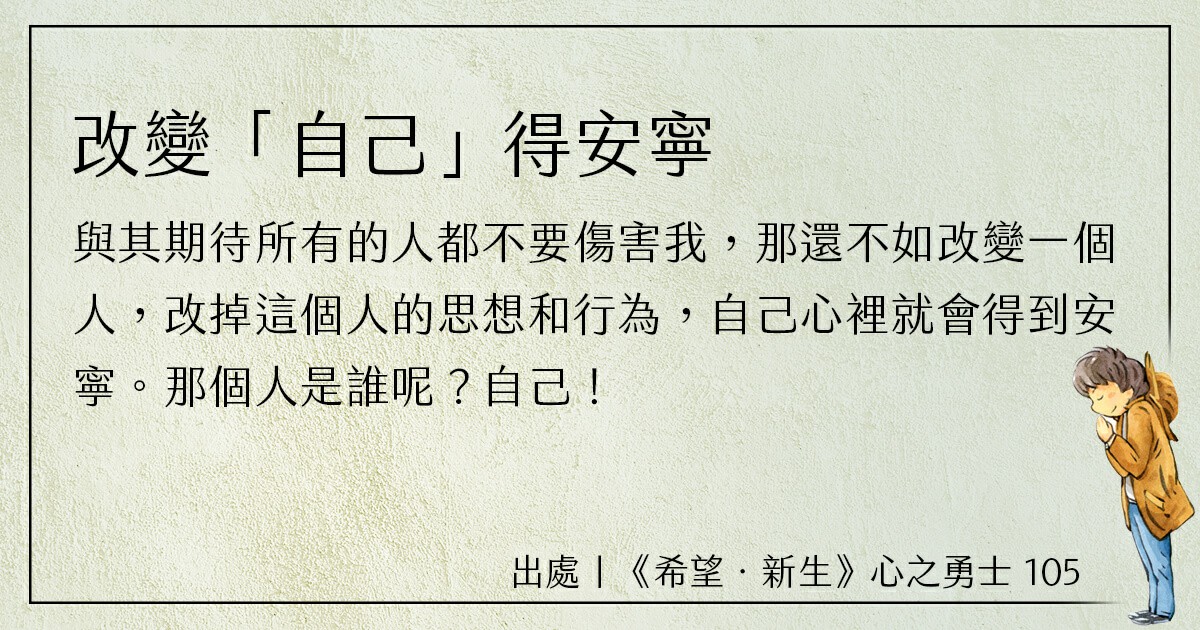 改變「自己」得安寧
與其期待所有的人都不要傷害我，那還不如改變一個
人，改掉這個人的思想和行為，自己心裡就會得到安
寧。那個人是誰呢？自己！
出處｜《希望．新生》心之勇士 105